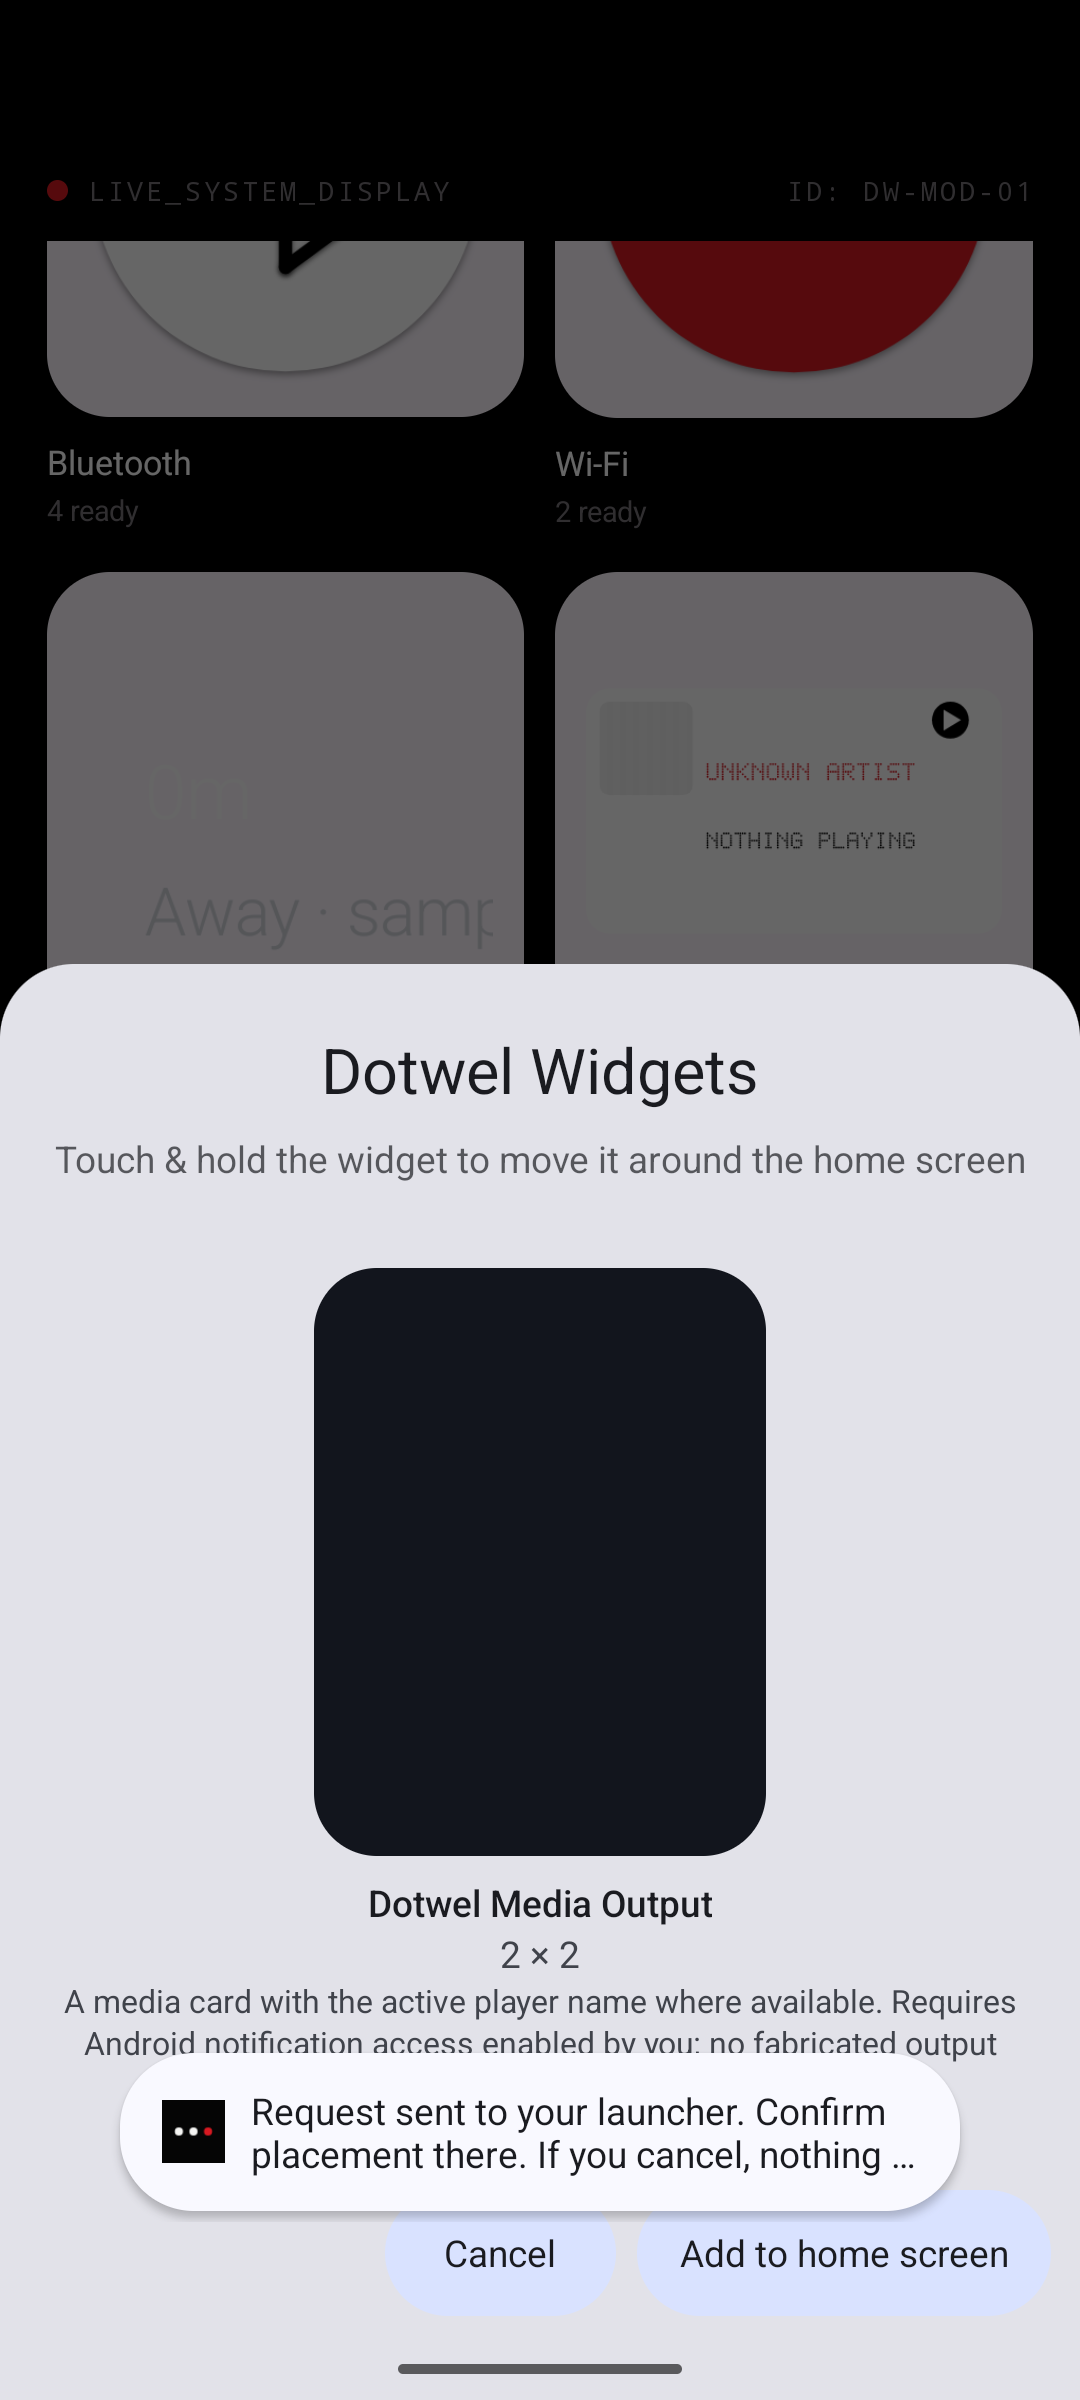 LIVE_SYSTEM_DISPLAY
ID: DW-MOD-01
Bluetooth
Wi-Fi
4 ready
2 ready
0m
Away · samp
UNKNOWN ARTIST
NOTHING PLAYING
Dotwel Widgets
Touch & hold the widget to move it around the home screen
Dotwel Media Output
2 × 2
A media card with the active player name where available. Requires
Android notification access enabled by you; no fabricated output
Request sent to your launcher. Confirm
placement there. If you cancel, nothing …
Cancel
Add to home screen